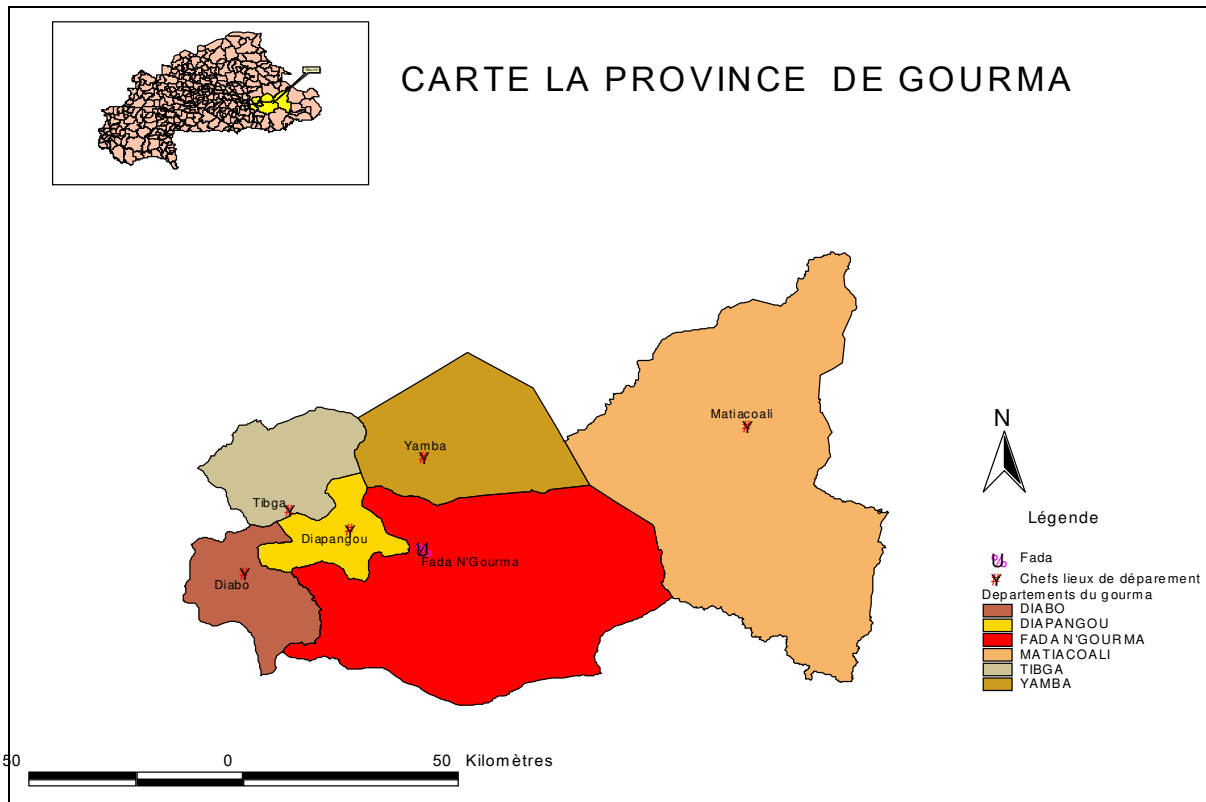 CARTE LA PROVINCE DE GOURMA
Matiacoali
Yamba
Tibga
Diapangou
Fada N'Gourma
Diabo
N
Légende
Fada
Chefs lieux de déparement
Departements du gourma
DIABO
DIAPANGOU
FADA N'GOURMA
MATIACOALI
TIBGA
YAMBA
50 0 50 Kilomètres